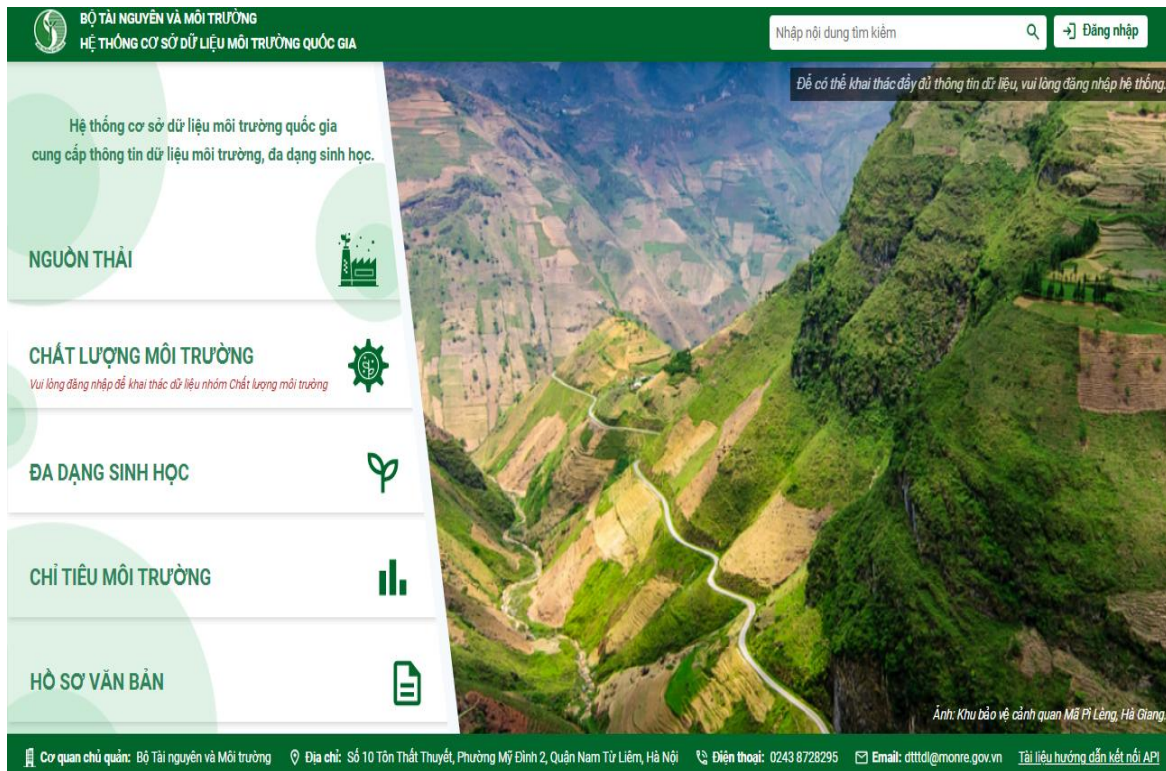 BỘ TÀI NGUYÊN VÀ MÔI TRƯỜNG
HỆ THỐNG CƠ SỞ DỮ LIỆU MÔI TRƯỜNG QUỐC GIA
Nhập nội dung tìm kiếm
Đăng nhập
Để có thể khai thác đầy đủ thông tin dữ liệu, vui lòng đăng nhập hệ thống.
Hệ thống cơ sở dữ liệu môi trường quốc gia
cung cấp thông tin dữ liệu môi trường, đa dạng sinh học.
NGUỒN THẢI
CHẤT LƯỢNG MÔI TRƯỜNG
Vui lòng đăng nhập để khai thác dữ liệu nhóm Chất lượng môi trường
ĐA DẠNG SINH HỌC
CHỈ TIÊU MÔI TRƯỜNG
HỒ SƠ VĂN BẢN
Ảnh: Khu bảo vệ cảnh quan Mã Pì Lèng, Hà Giang.
Cơ quan chủ quản: Bộ Tài nguyên và Môi trường Địa chỉ: Số 10 Tôn Thất Thuyết, Phường Mỹ Đình 2, Quận Nam Từ Liêm, Hà Nội Điện thoại: 0243 8728295 Email: dtttdl@monre.gov.vn Tài liệu hướng dẫn kết nối API